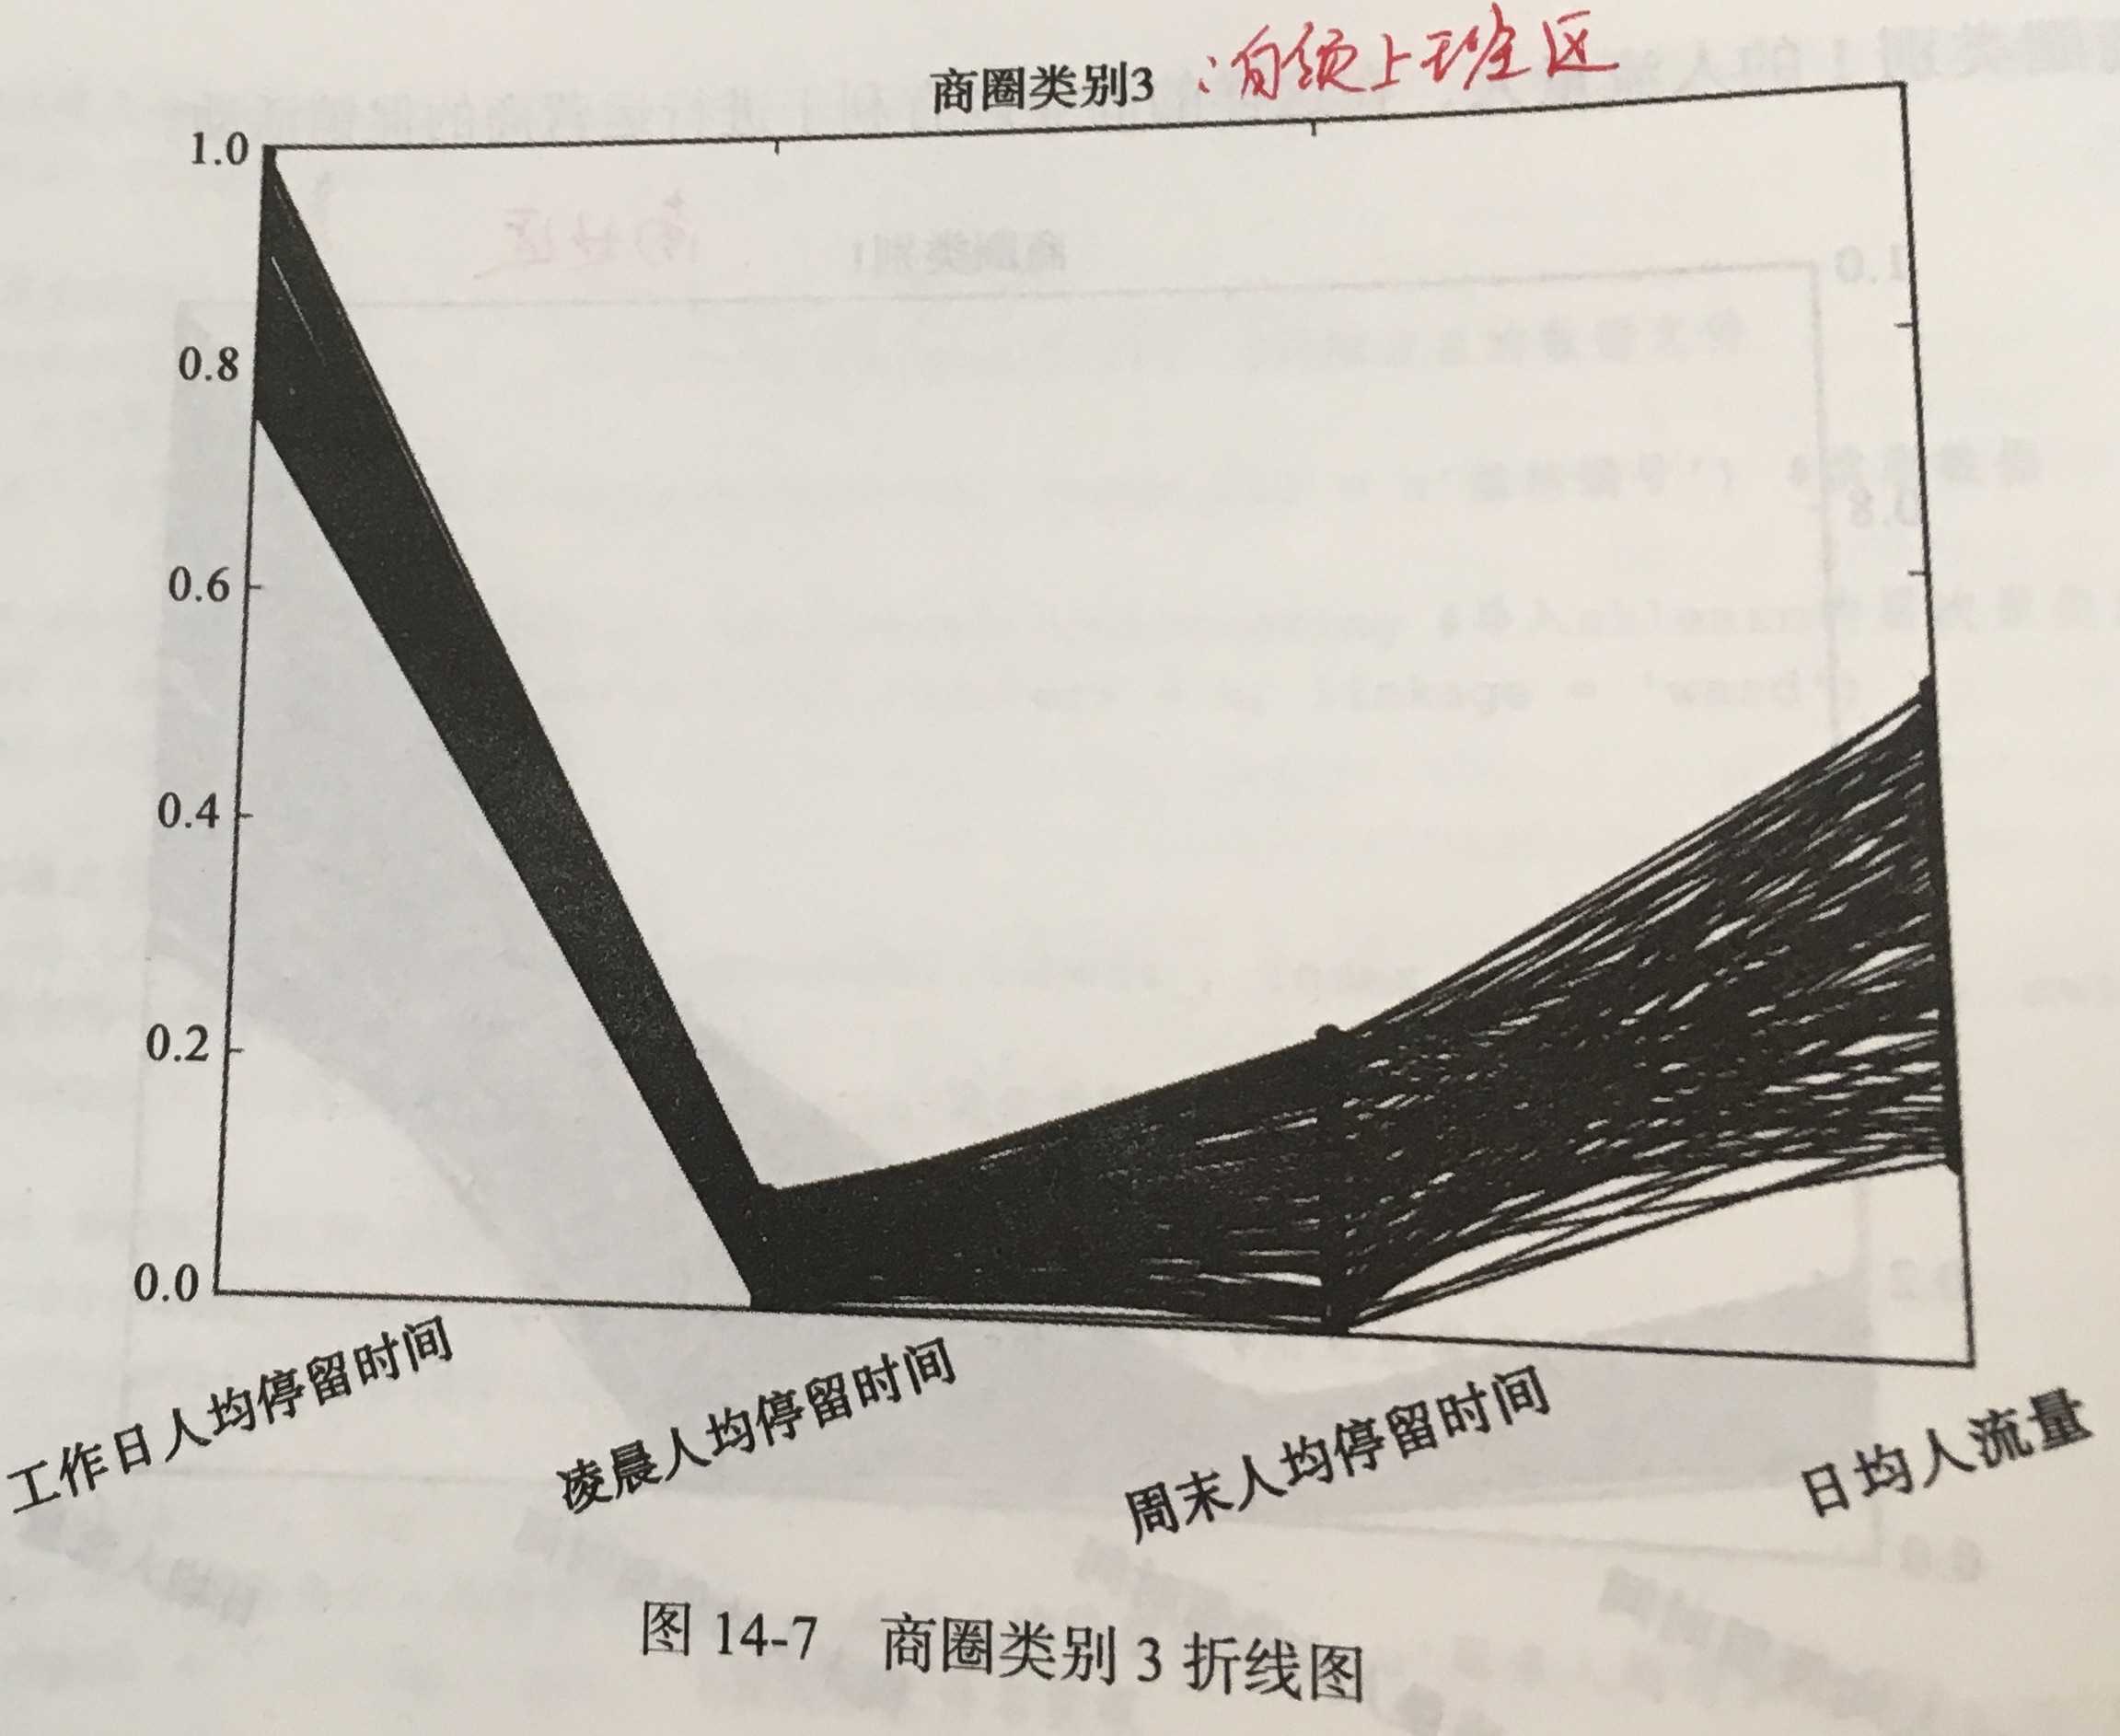 商圈类别3 :白领上班区
1.0
0.8
0.6
0.4
0.2
0.0
工作日人均停留时间
凌晨人均停留时间
周末人均停留时间
日均人流量
图 14-7 商圈类别 3 折线图